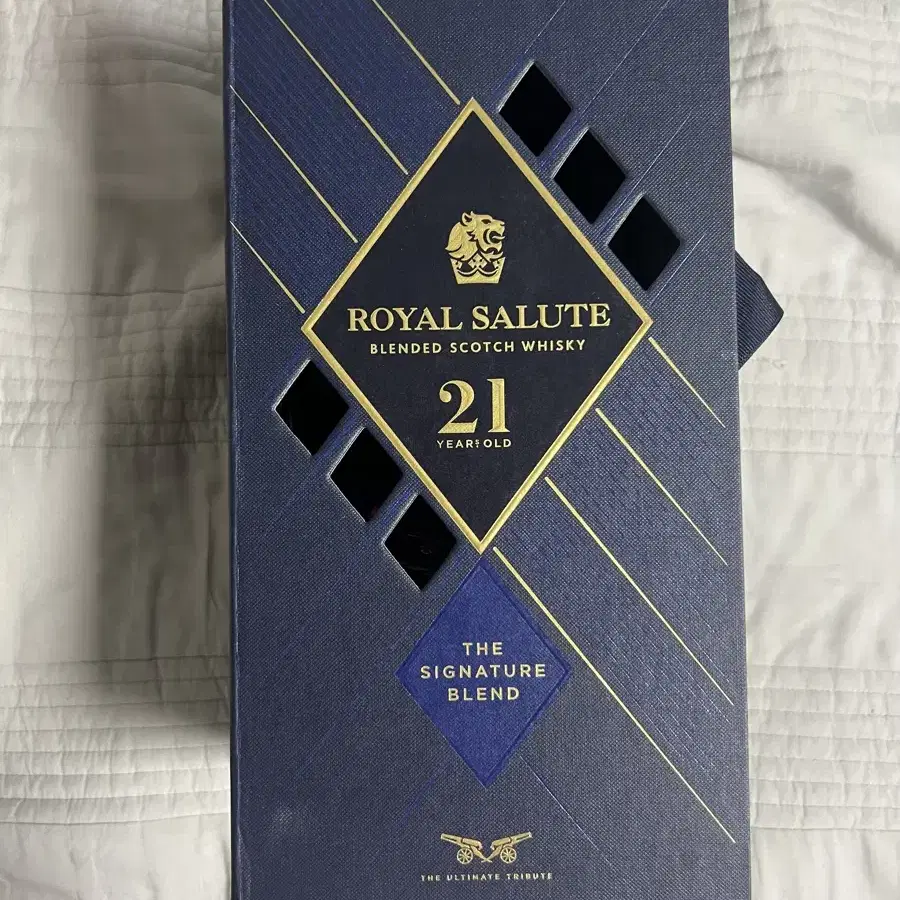 ROYAL SALUTE
BLENDED SCOTCH WHISKY
21
YEARS OLD
THE
SIGNATURE
BLEND
THE ULTIMATE TRIBUTE